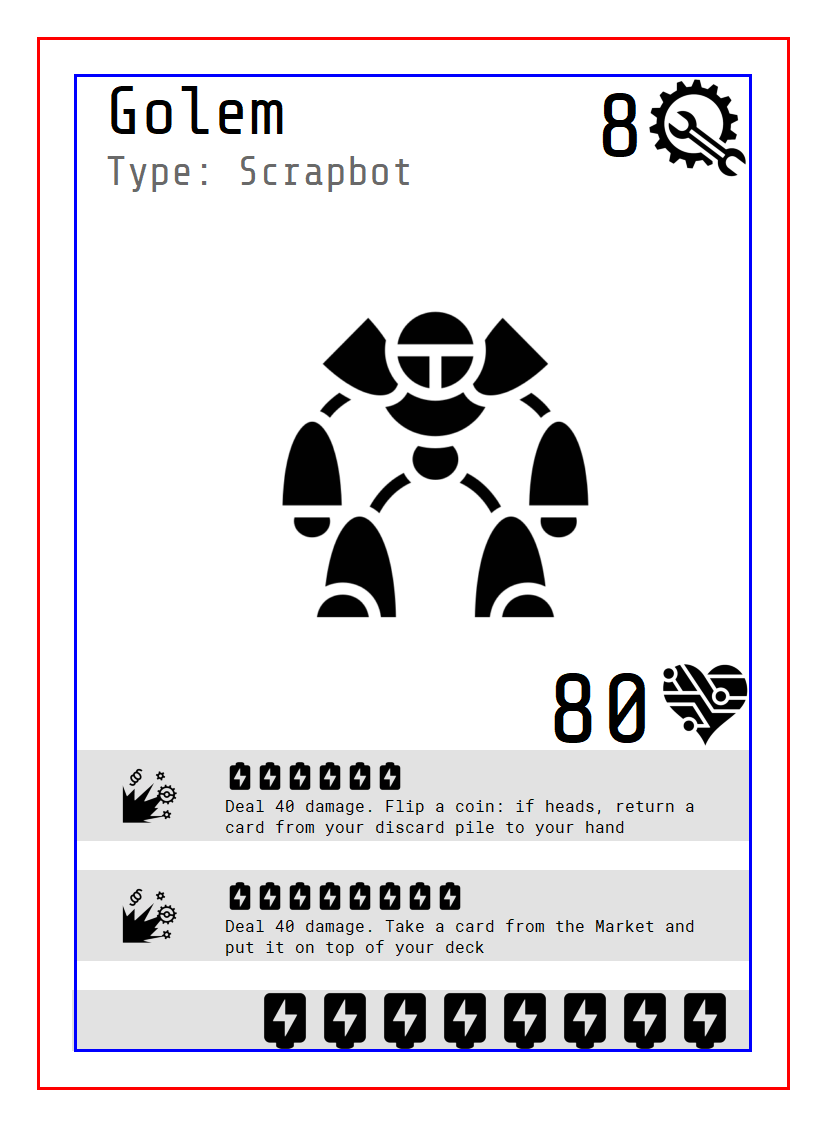 Golem
8
Type: Scrapbot
80
Deal 40 damage. Flip a coin: if heads, return a
card from your discard pile to your hand
Deal 40 damage. Take a card from the Market and
put it on top of your deck